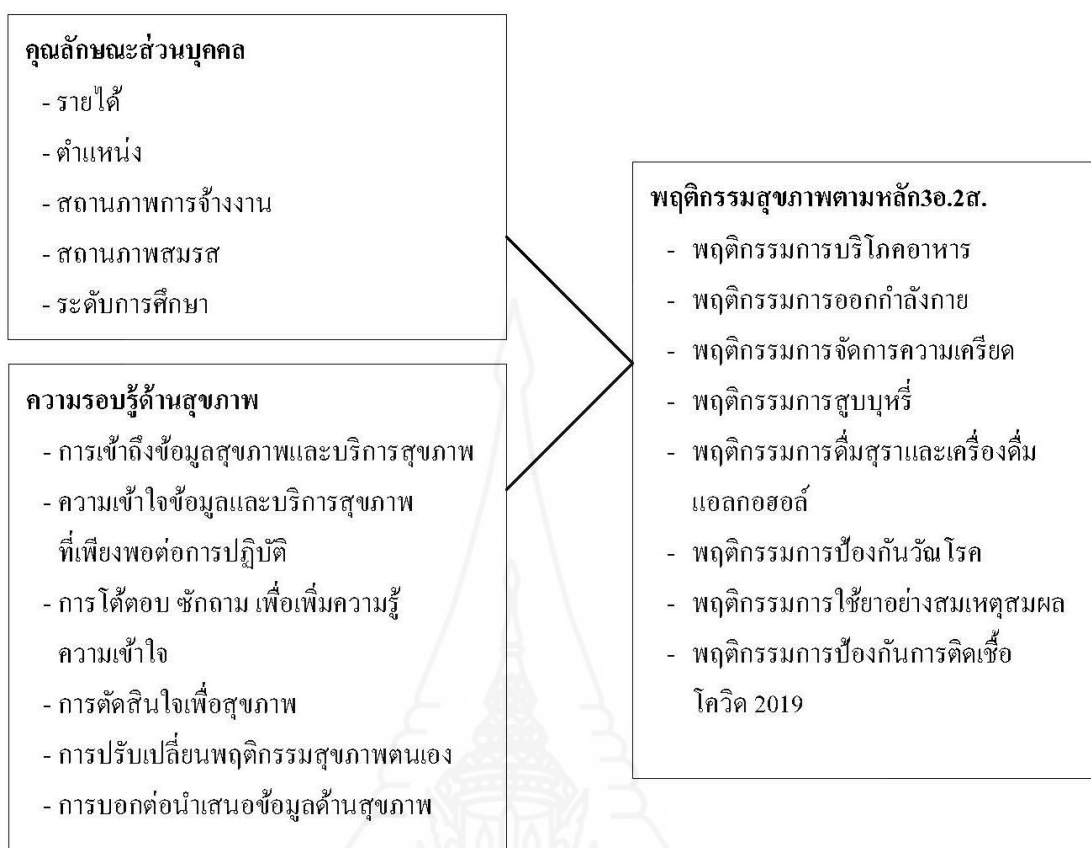 คุณลักษณะส่วนบุคคล
- รายได้
- ตำแหน่ง
- สถานภาพการจ้างงาน
- สถานภาพสมรส
- ระดับการศึกษา
ความรอบรู้ด้านสุขภาพ
- การเข้าถึงข้อมูลสุขภาพและบริการสุขภาพ
- ความเข้าใจข้อมูลและบริการสุขภาพ
ที่เพียงพอต่อการปฏิบัติ
- การโต้ตอบ ซักถาม เพื่อเพิ่มความรู้
ความเข้าใจ
- การตัดสินใจเพื่อสุขภาพ
- การปรับเปลี่ยนพฤติกรรมสุขภาพตนเอง
- การบอกต่อนำเสนอข้อมูลด้านสุขภาพ
พฤติกรรมสุขภาพตามหลัก3อ.2ส.
- พฤติกรรมการบริโภคอาหาร
- พฤติกรรมการออกกำลังกาย
- พฤติกรรมการจัดการความเครียด
- พฤติกรรมการสูบบุหรี่
- พฤติกรรมการดื่มสุราและเครื่องดื่ม
แอลกอฮอล์
- พฤติกรรมการป้องกันวัณโรค
- พฤติกรรมการใช้ยาอย่างสมเหตุสมผล
- พฤติกรรมการป้องกันการติดเชื้อ
โควิด 2019